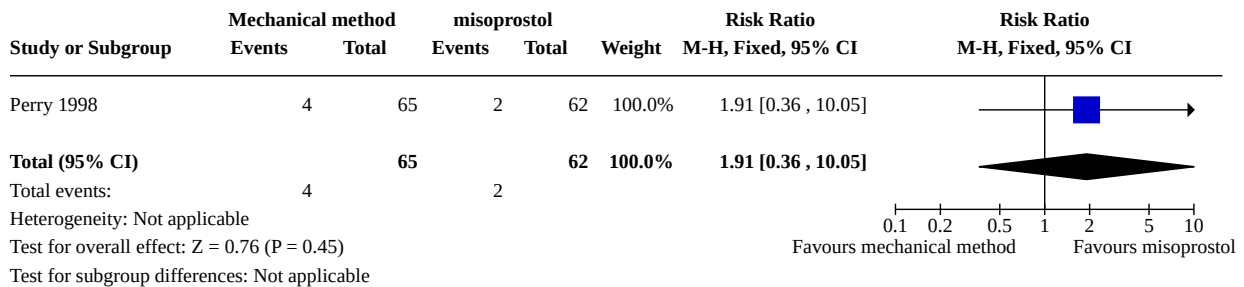 Mechanical method misoprostol Risk Ratio Risk Ratio
Study or Subgroup Events Total Events Total Weight M-H, Fixed, 95% CI M-H, Fixed, 95% CI
Perry 1998 4 65 2 62 100.0% 1.91 [0.36 , 10.05]
Total (95% CI) 65 62 100.0% 1.91 [0.36 , 10.05]
Total events: 4 2
Heterogeneity: Not applicable
0.1 0.2 0.5 1 2 5 10
Test for overall effect: Z = 0.76 (P = 0.45) Favours mechanical method Favours misoprostol
Test for subgroup differences: Not applicable